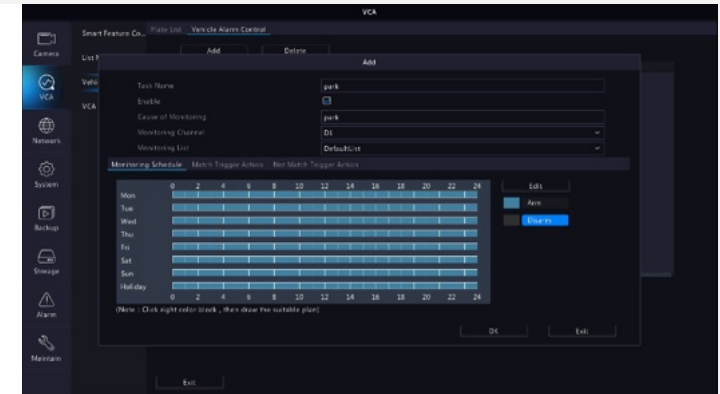 VCA
Camera
VCA
Network
System
Backup
Storage
Alarm
Maintain
Smart Feature Co...
Plate List Vehicle Alarm Control
Add Delete
List
Vehi
VCA
Add
Task Name park
Enable
Cause of Monitoring park
Monitoring Channel D1
Monitoring List DefaultList
Monitoring Schedule Match Trigger Action Not Match Trigger Action
0 2 4 6 8 10 12 14 16 18 20 22 24
Mon
Tue
Wed
Thu
Fri
Sat
Sun
Holiday
0 2 4 6 8 10 12 14 16 18 20 22 24
Edit
Arm
Disarm
(Note : Click right color block , then draw the suitable plan)
OK Exit
Exit